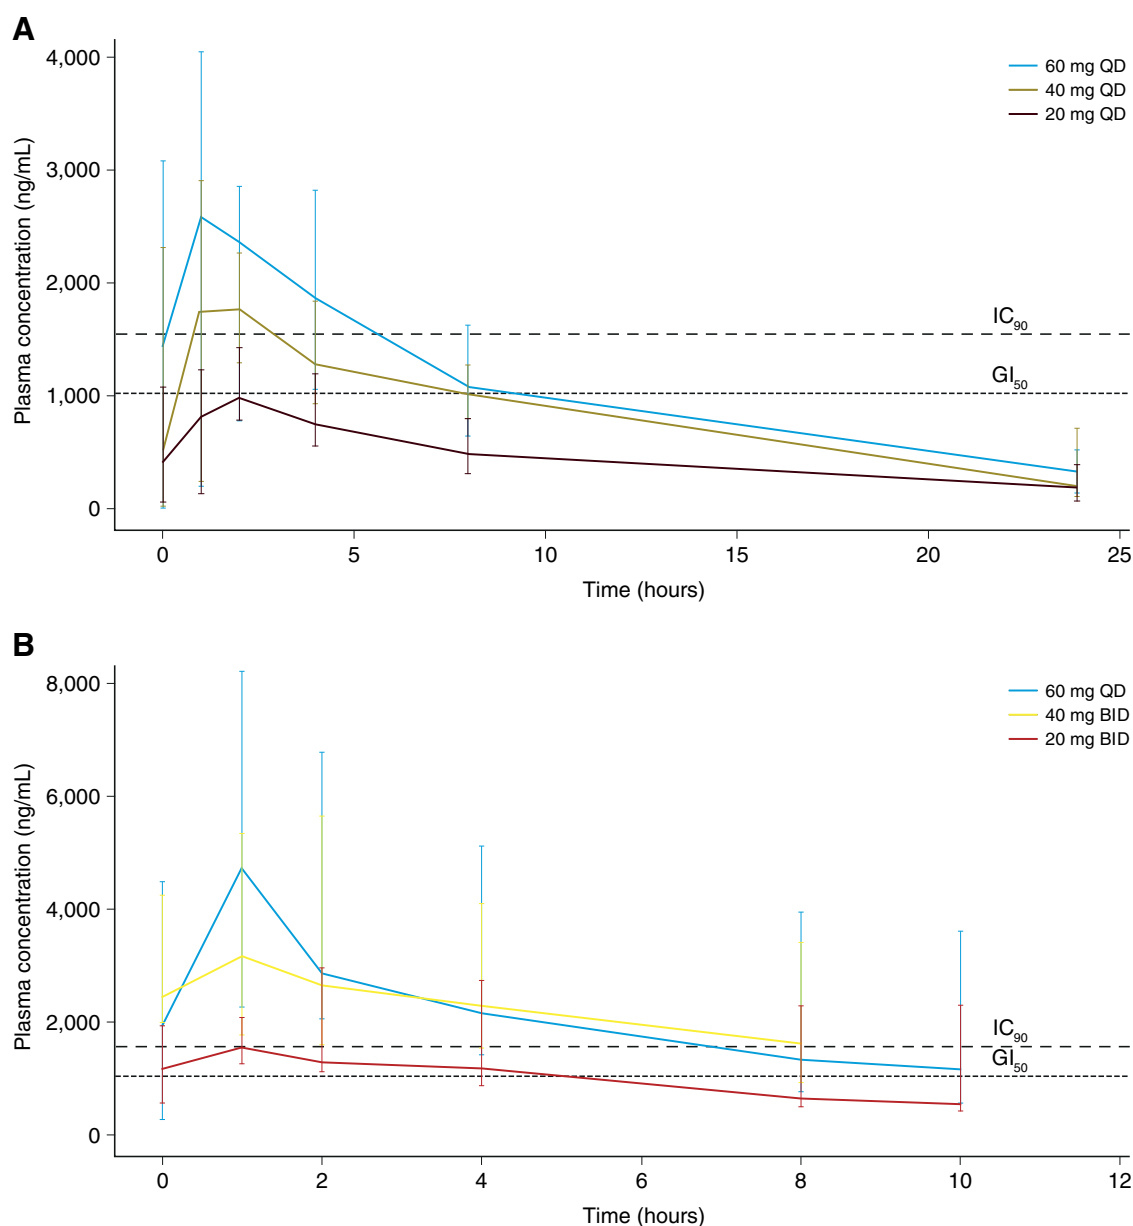 A
4,000
3,000
2,000
1,000
0
Plasma concentration (ng/mL)
60 mg QD
40 mg QD
20 mg QD
IC90
GI50
0 5 10 15 20 25
Time (hours)
B
8,000
6,000
4,000
2,000
0
Plasma concentration (ng/mL)
60 mg QD
40 mg BID
20 mg BID
IC90
GI50
0 2 4 6 8 10 12
Time (hours)